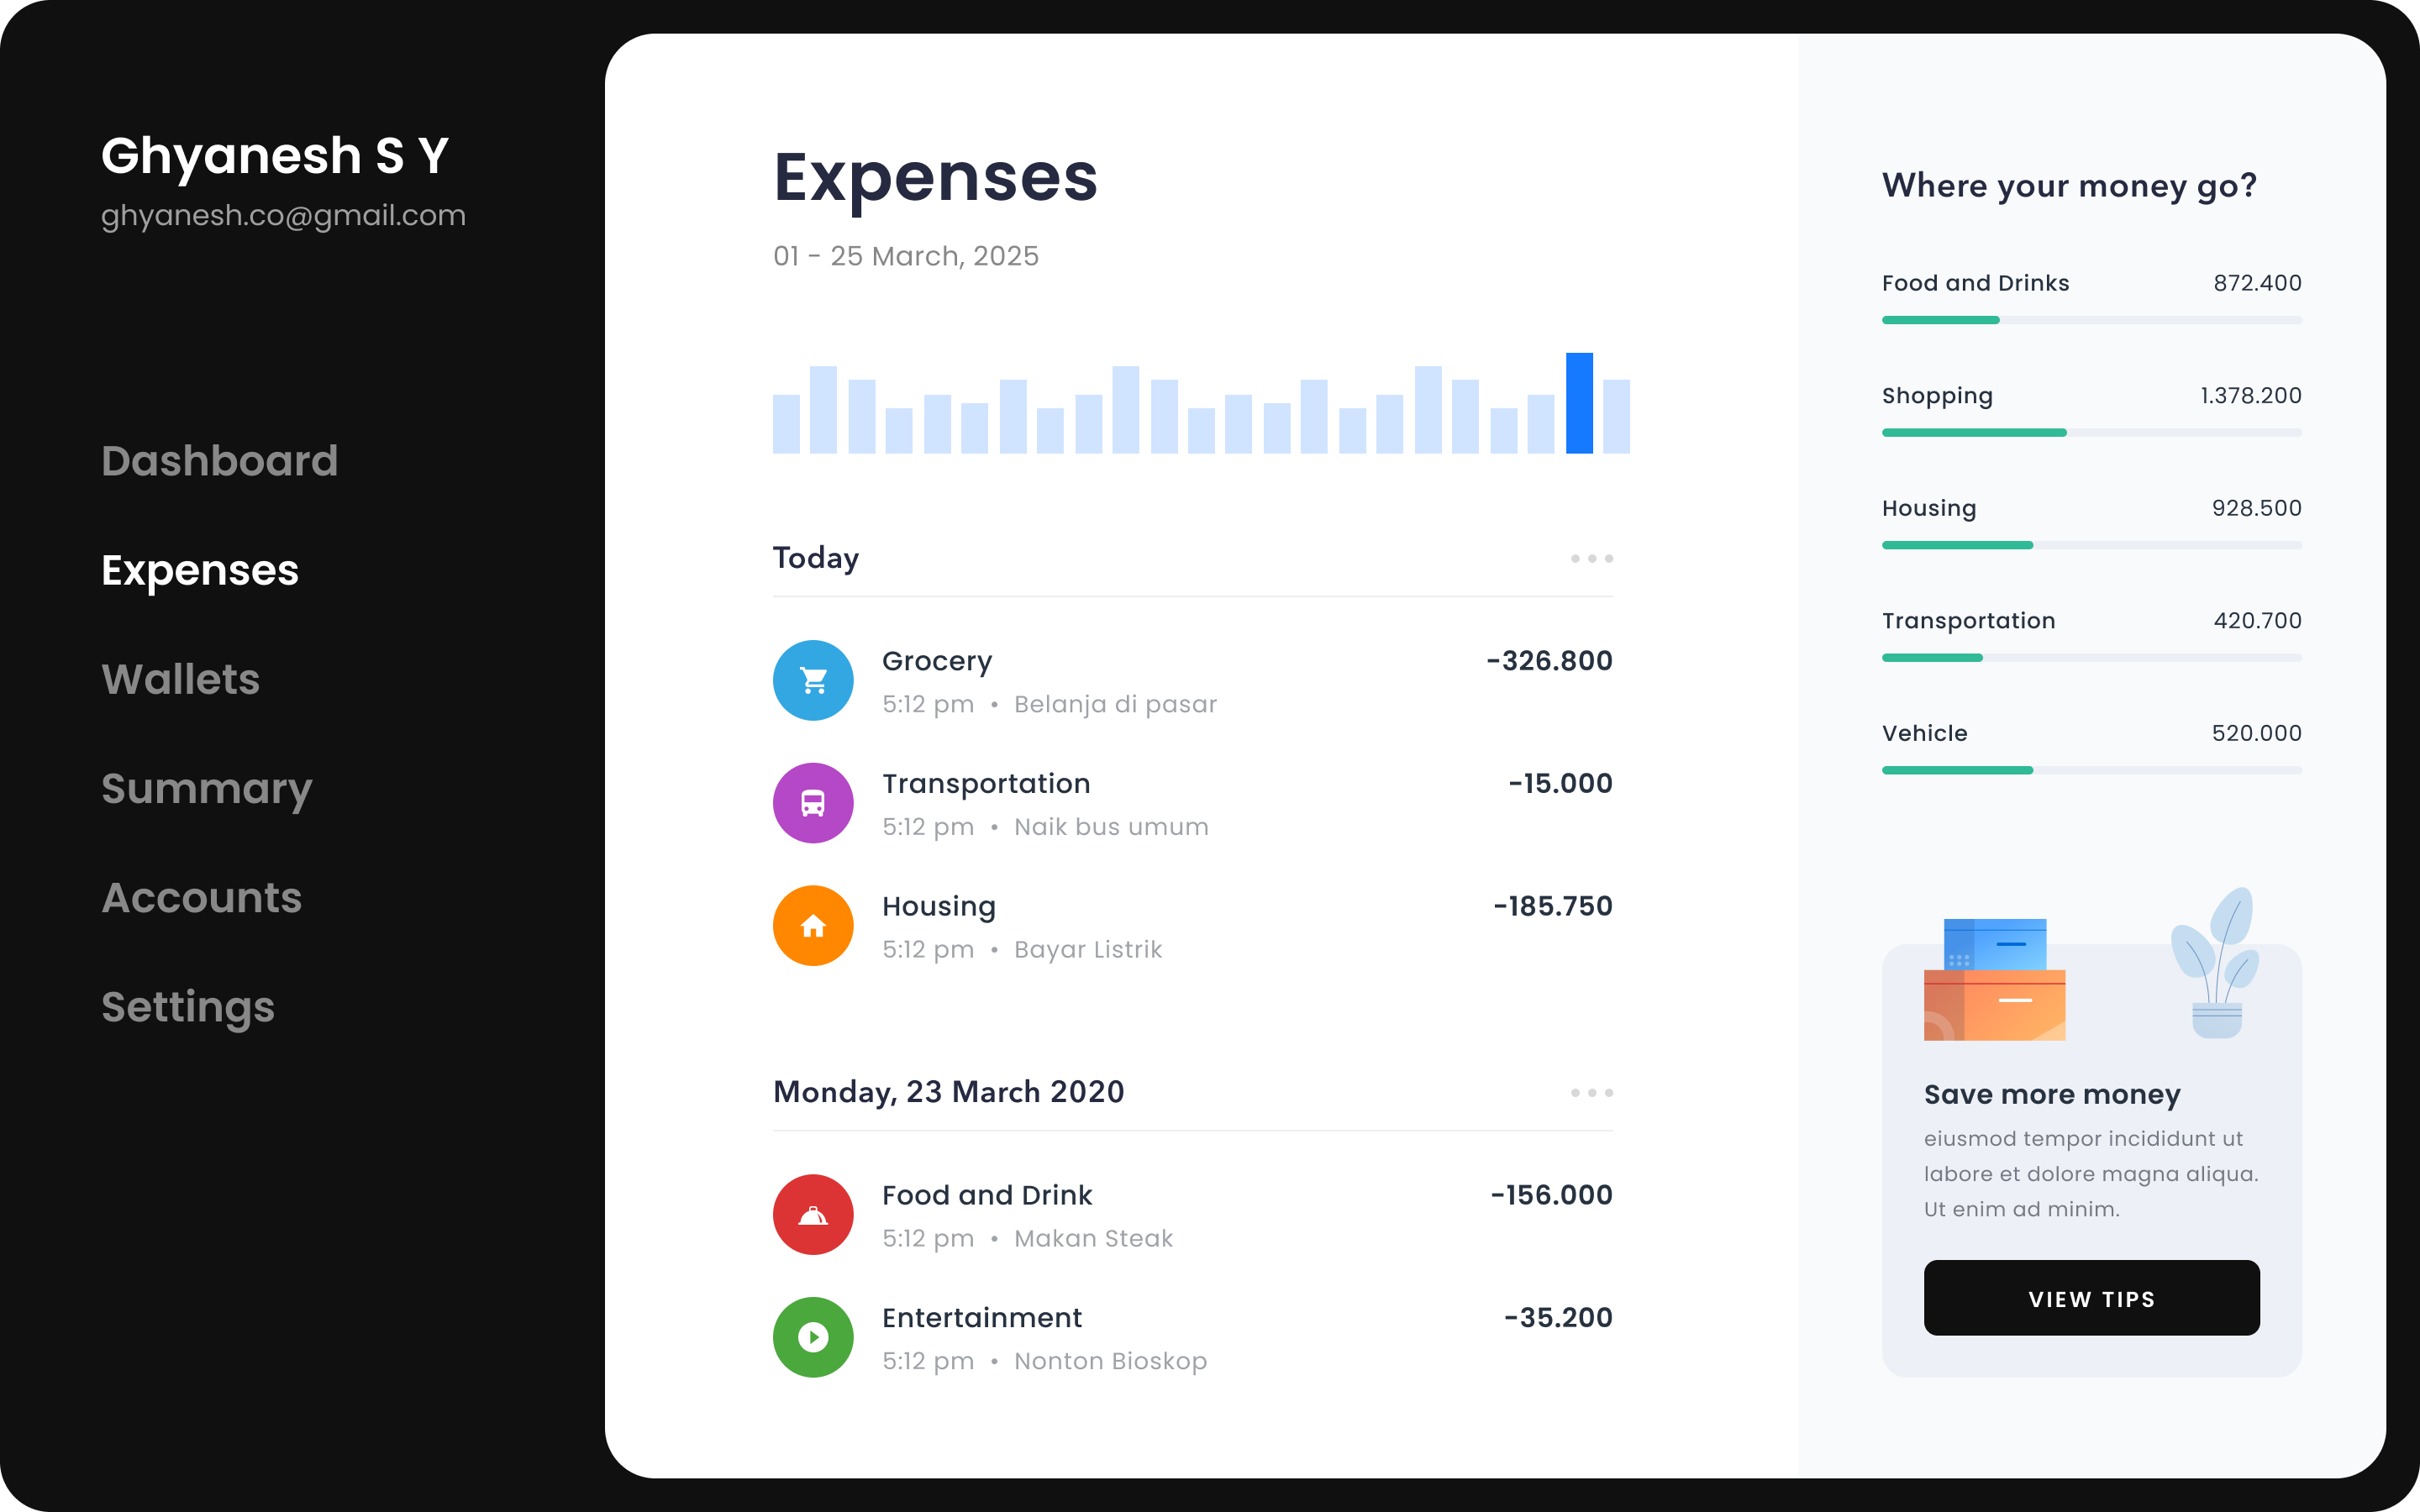 Ghyanesh S Y
ghyanesh.co@gmail.com
Dashboard
Expenses
Wallets
Summary
Accounts
Settings
Expenses
01 - 25 March, 2025
Today
Grocery -326.800
5:12 pm • Belanja di pasar
Transportation -15.000
5:12 pm • Naik bus umum
Housing -185.750
5:12 pm • Bayar Listrik
Monday, 23 March 2020
Food and Drink -156.000
5:12 pm • Makan Steak
Entertainment -35.200
5:12 pm • Nonton Bioskop
Where your money go?
Food and Drinks 872.400
Shopping 1.378.200
Housing 928.500
Transportation 420.700
Vehicle 520.000
Save more money
eiusmod tempor incididunt ut
labore et dolore magna aliqua.
Ut enim ad minim.
VIEW TIPS